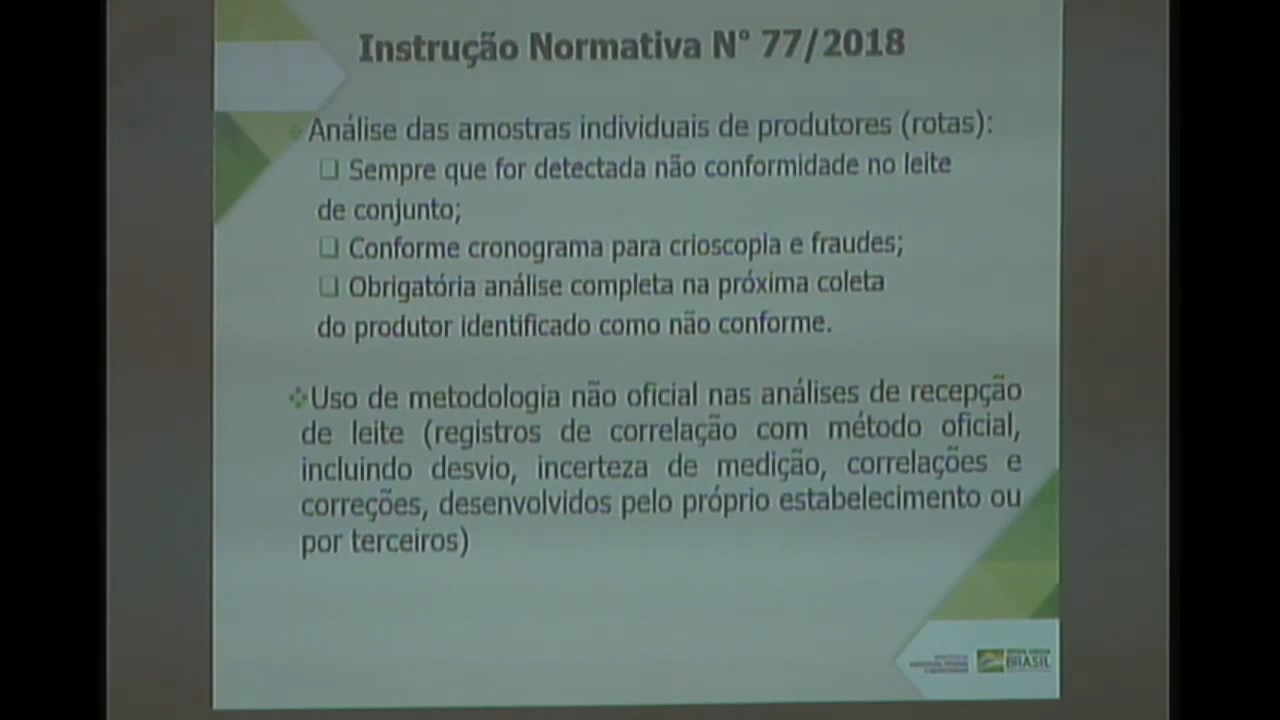 Instrução Normativa N° 77/2018
Análise das amostras individuais de produtores (rotas):
Sempre que for detectada não conformidade no leite
de conjunto;
Conforme cronograma para crioscopia e fraudes;
Obrigatória análise completa na próxima coleta
do produtor identificado como não conforme.
Uso de metodologia não oficial nas análises de recepção
de leite (registros de correlação com método oficial,
incluindo desvio, incerteza de medição, correlações e
correções, desenvolvidos pelo próprio estabelecimento ou
por terceiros)
BRASIL